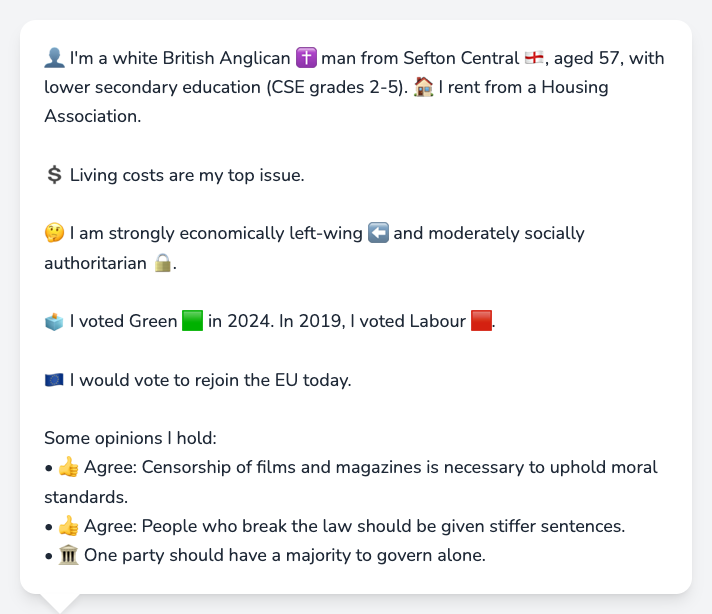 👤 I'm a white British Anglican ✝️ man from Sefton Central 🏴󠁧󠁢󠁥󠁮󠁧󠁿, aged 57, with
lower secondary education (CSE grades 2-5). 🏠 I rent from a Housing
Association.
💲 Living costs are my top issue.
🤔 I am strongly economically left-wing ⬅️ and moderately socially
authoritarian 🔒.
🗳️ I voted Green 🟩 in 2024. In 2019, I voted Labour 🟥.
🇪🇺 I would vote to rejoin the EU today.
Some opinions I hold:
• 👍 Agree: Censorship of films and magazines is necessary to uphold moral
standards.
• 👍 Agree: People who break the law should be given stiffer sentences.
• 🏛️ One party should have a majority to govern alone.